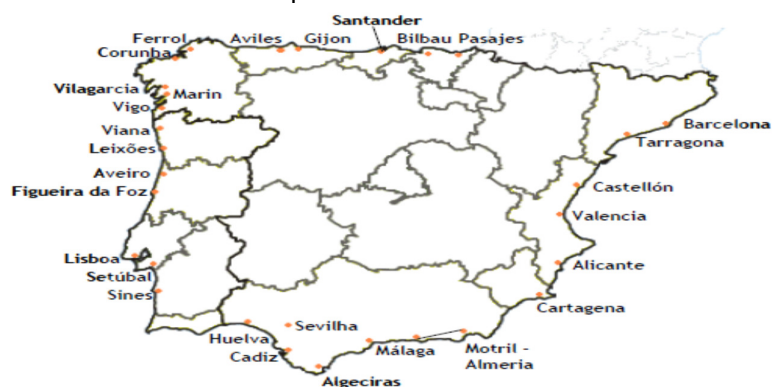 Santander
Ferrol
Aviles
Gijon
Bilbau
Pasajes
Corunha
Vilagarcia
Marin
Vigo
Viana
Leixões
Aveiro
Figueira da Foz
Barcelona
Tarragona
Castellón
Valencia
Lisboa
Setúbal
Sines
Alicante
Cartagena
Sevilha
Huelva
Cadiz
Málaga
Motril -
Almeria
Algeciras